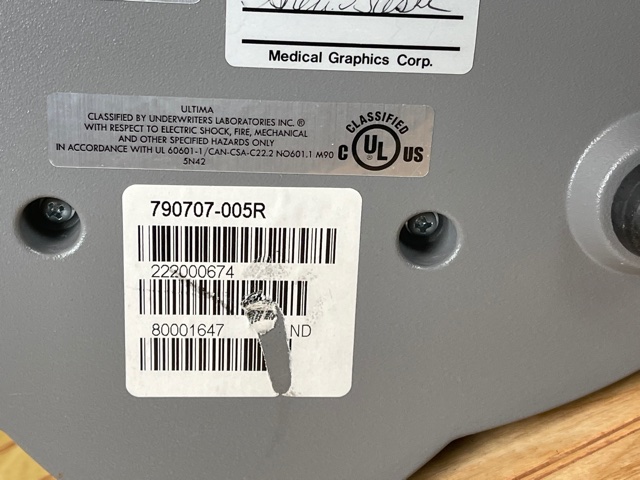 Medical Graphics Corp.
ULTIMA
CLASSIFIED BY UNDERWRITERS LABORATORIES INC. ®
WITH RESPECT TO ELECTRIC SHOCK, FIRE, MECHANICAL
AND OTHER SPECIFIED HAZARDS ONLY
IN ACCORDANCE WITH UL 60601-1/CAN-CSA-C22.2 NO601.1 M90
5N42
CLASSIFIED
C UL US
®
790707-005R
222000674
80001647 ND